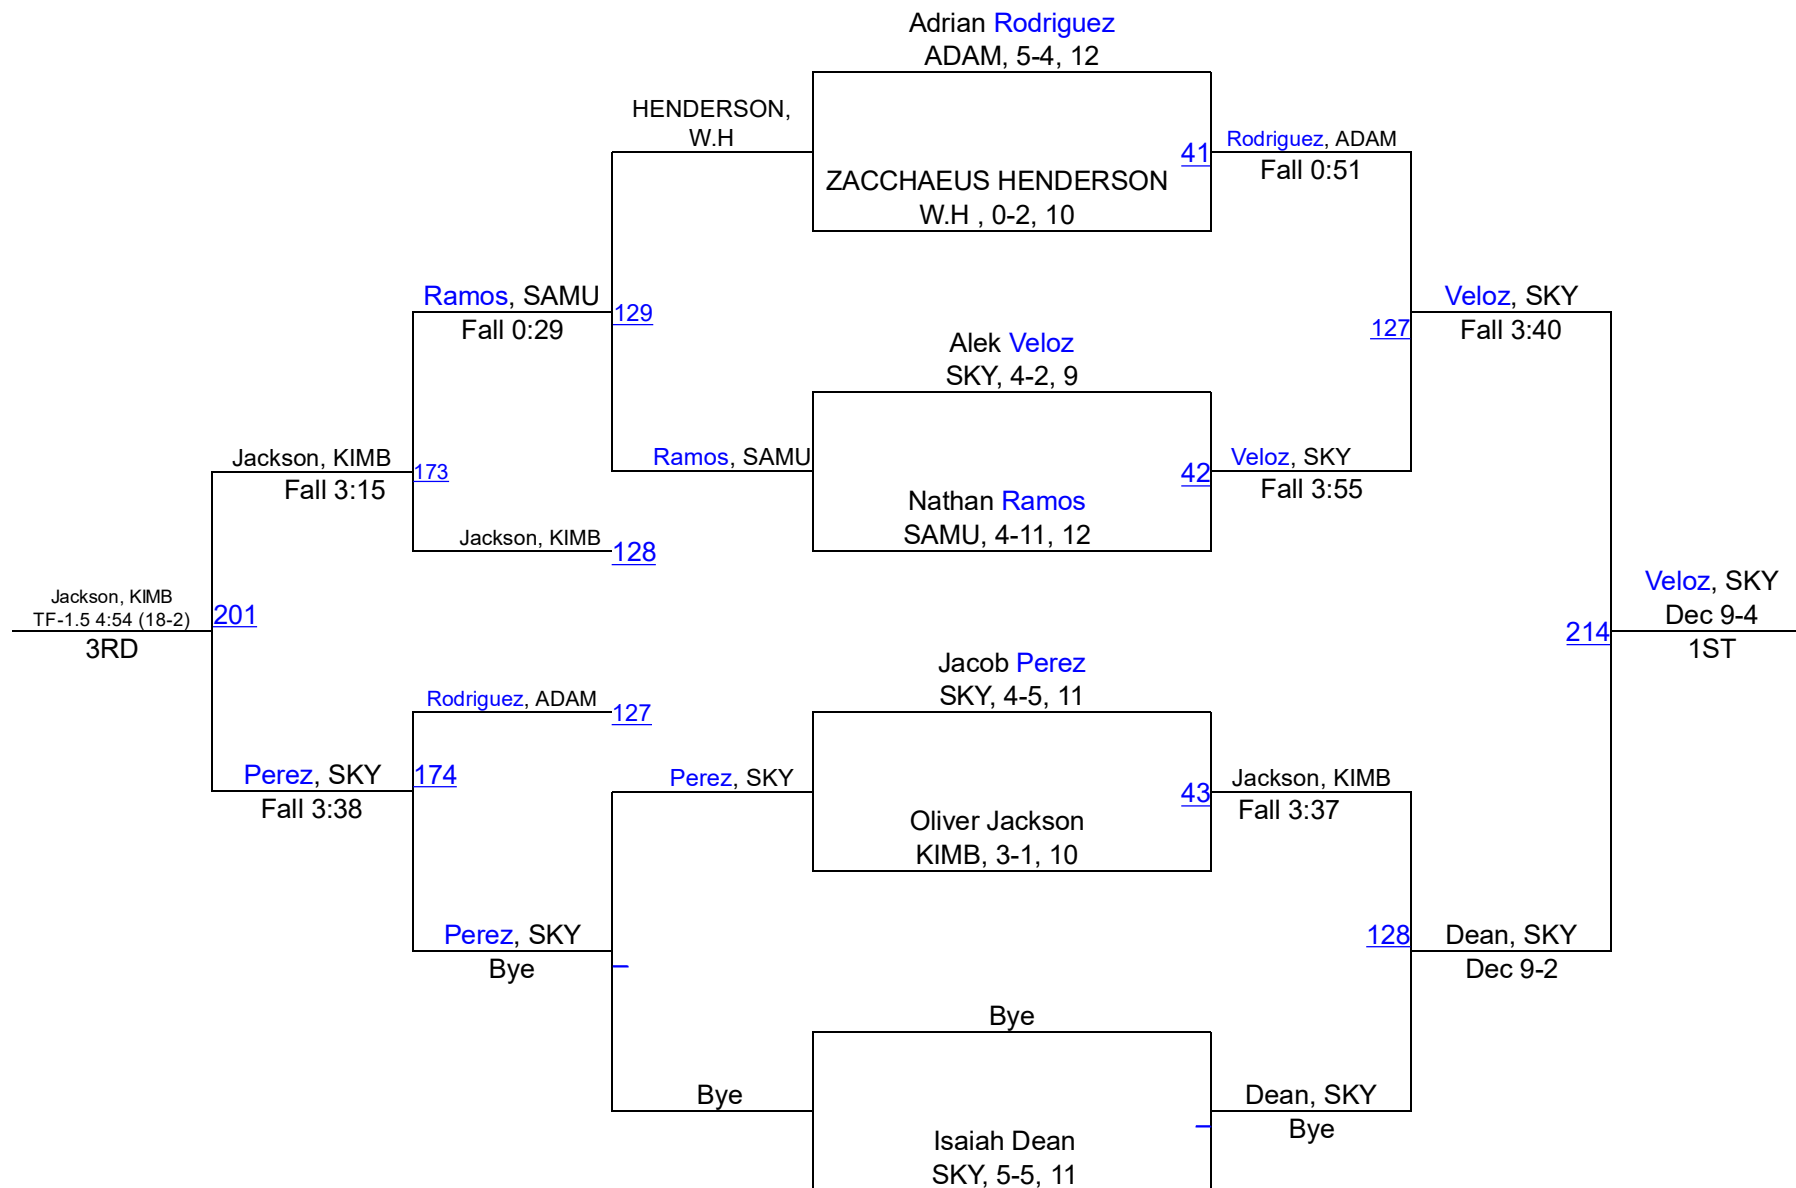 Adrian Rodriguez
ADAM, 5-4, 12
HENDERSON,
W.H
41
Rodriguez, ADAM
Fall 0:51
ZACCHAEUS HENDERSON
W.H , 0-2, 10
Ramos, SAMU
Fall 0:29
129
Veloz, SKY
Fall 3:40
127
Alek Veloz
SKY, 4-2, 9
Jackson, KIMB
Fall 3:15
173
Ramos, SAMU
42
Veloz, SKY
Fall 3:55
Nathan Ramos
SAMU, 4-11, 12
Jackson, KIMB
128
Jackson, KIMB
TF-1.5 4:54 (18-2)
3RD
201
214
Veloz, SKY
Dec 9-4
1ST
Jacob Perez
SKY, 4-5, 11
Rodriguez, ADAM
127
Perez, SKY
Fall 3:38
174
Perez, SKY
43
Jackson, KIMB
Fall 3:37
Oliver Jackson
KIMB, 3-1, 10
Perez, SKY
Bye
128
Dean, SKY
Dec 9-2
Bye
Bye
Dean, SKY
Bye
Isaiah Dean
SKY, 5-5, 11